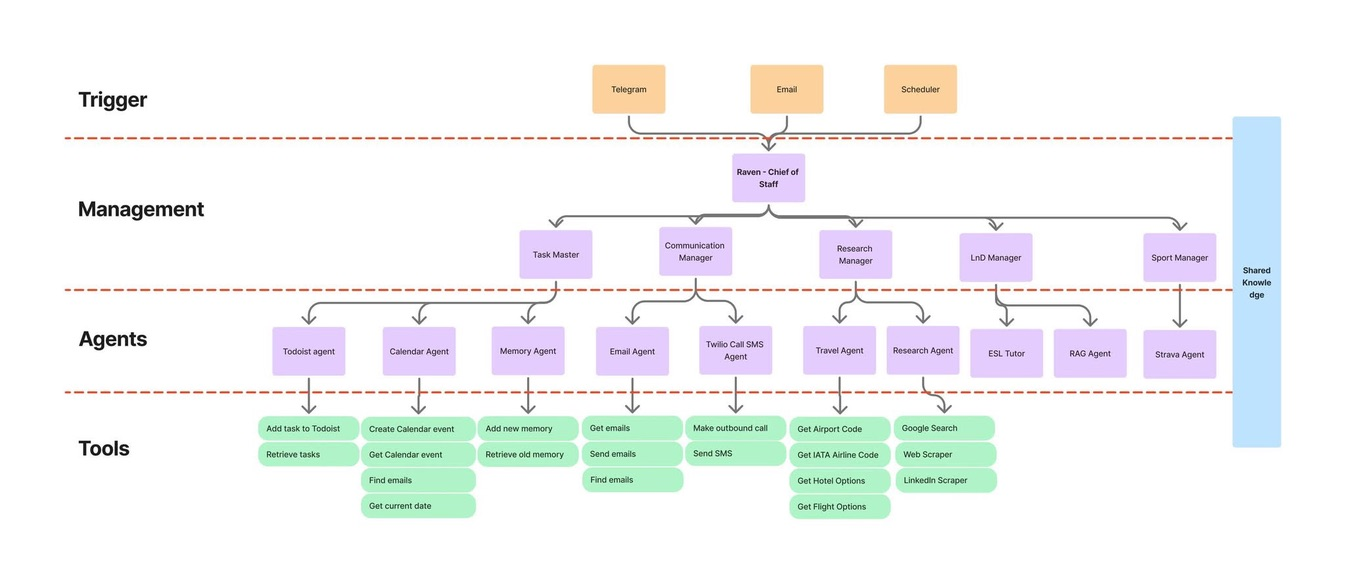 Trigger
Telegram
Email
Scheduler
Management
Raven - Chief of
Staff
Task Master
Communication
Manager
Research
Manager
LnD Manager
Sport Manager
Shared
Knowle
dge
Agents
Todoist agent
Calendar Agent
Memory Agent
Email Agent
Twilio Call SMS
Agent
Travel Agent
Research Agent
ESL Tutor
RAG Agent
Strava Agent
Tools
Add task to Todoist
Retrieve tasks
Create Calendar event
Get Calendar event
Find emails
Get current date
Add new memory
Retrieve old memory
Get emails
Send emails
Find emails
Make outbound call
Send SMS
Get Airport Code
Get IATA Airline Code
Get Hotel Options
Get Flight Options
Google Search
Web Scraper
LinkedIn Scraper